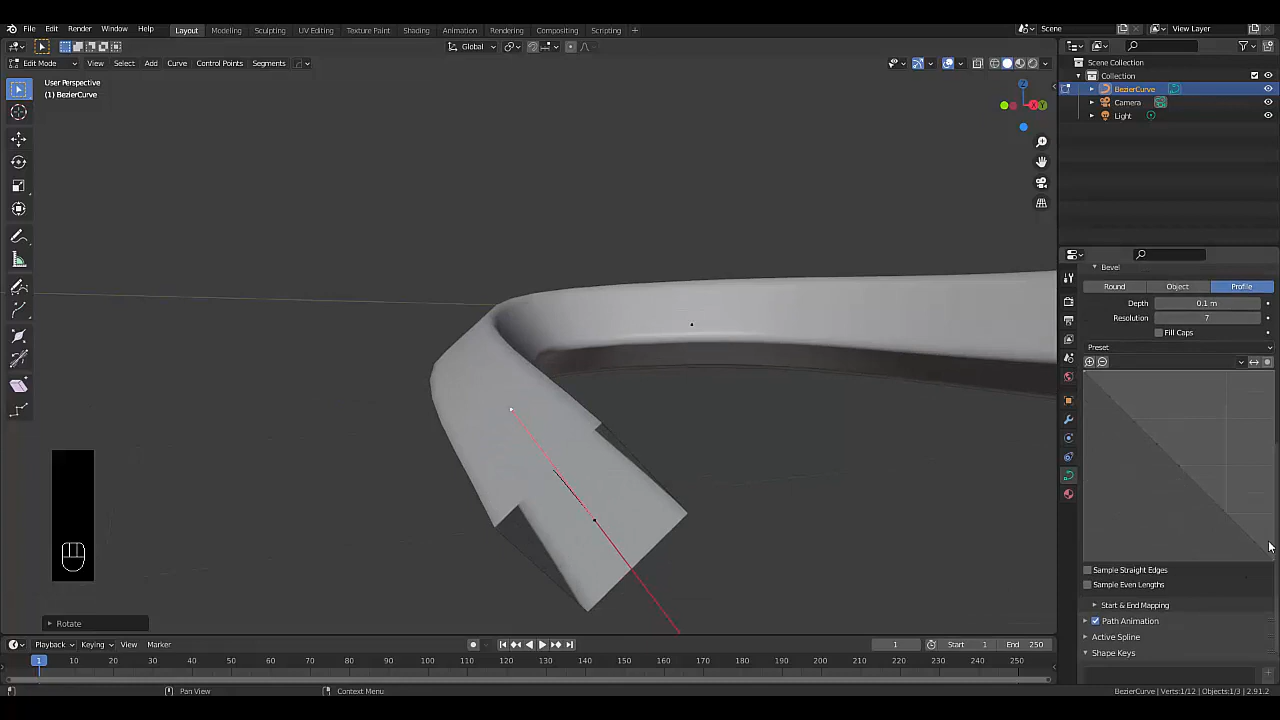 File Edit Render Window Help Layout Modeling Sculpting UV Editing Texture Paint Shading Animation Rendering Compositing Scripting + Scene View Layer
Global
Edit Mode View Select Add Curve Control Points Segments
User Perspective
(1) BezierCurve
Scene Collection
Collection
BezierCurve
Camera
Light
Z
X Y
Bevel
Round Object Profile
Depth 0.1 m
Resolution 7
Fill Caps
Preset
Sample Straight Edges
Sample Even Lengths
Start & End Mapping
Path Animation
Active Spline
Shape Keys
Rotate
Playback Keying View Marker 1 Start 1 End 250
1 10 20 30 40 50 60 70 80 90 100 110 120 130 140 150 160 170 180 190 200 210 220 230 240 250
Pan View Context Menu BezierCurve | Verts:1/12 | Objects:1/3 | 2.91.2